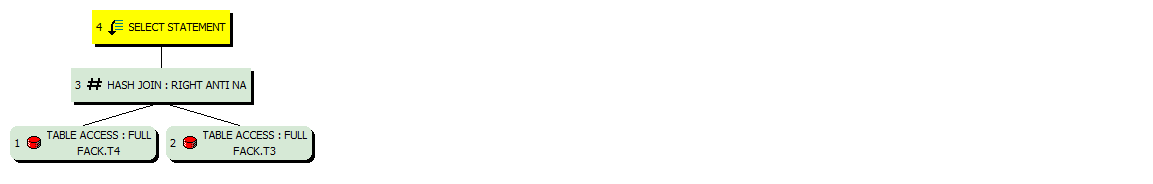 4 SELECT STATEMENT
3 HASH JOIN : RIGHT ANTI NA
1 TABLE ACCESS : FULL
FACK.T4
2 TABLE ACCESS : FULL
FACK.T3